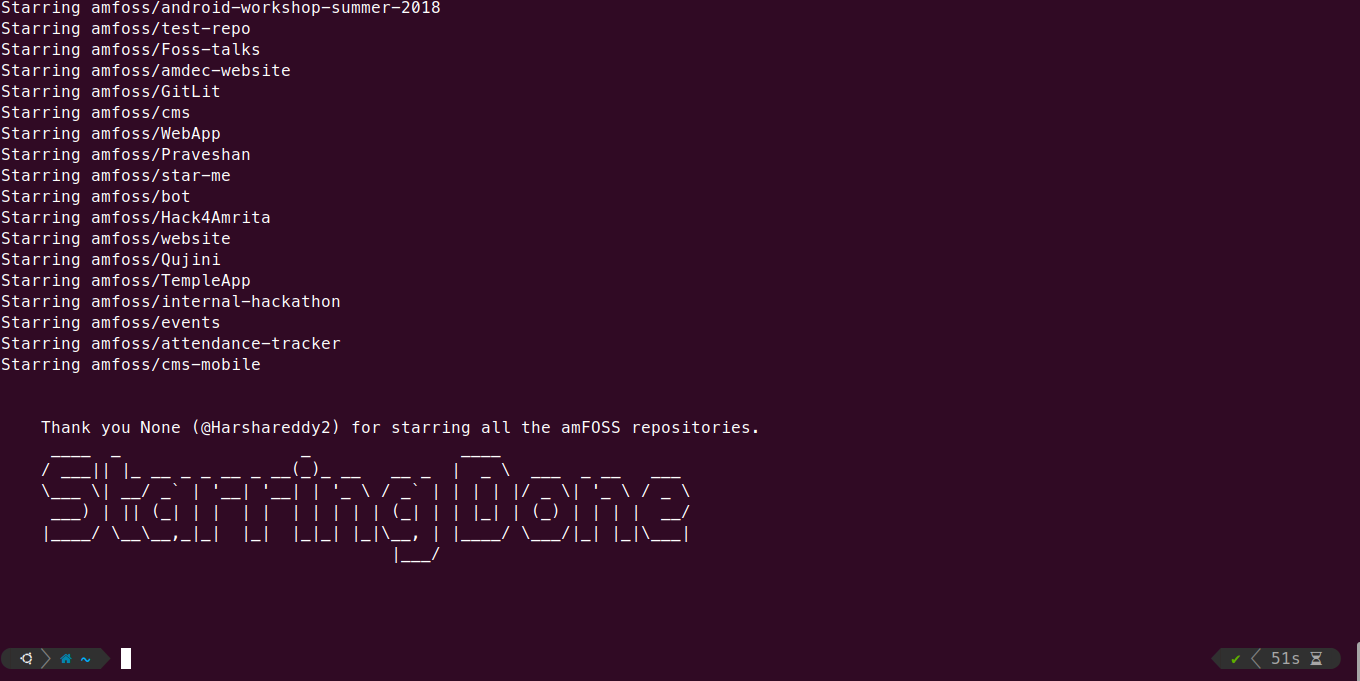 Starring amfoss/android-workshop-summer-2018
Starring amfoss/test-repo
Starring amfoss/Foss-talks
Starring amfoss/amdec-website
Starring amfoss/GitLit
Starring amfoss/cms
Starring amfoss/WebApp
Starring amfoss/Praveshan
Starring amfoss/star-me
Starring amfoss/bot
Starring amfoss/Hack4Amrita
Starring amfoss/website
Starring amfoss/Qujini
Starring amfoss/TempleApp
Starring amfoss/internal-hackathon
Starring amfoss/events
Starring amfoss/attendance-tracker
Starring amfoss/cms-mobile
Thank you None (@Harshareddy2) for starring all the amFOSS repositories.
Starring Done
~ ✔ 51s